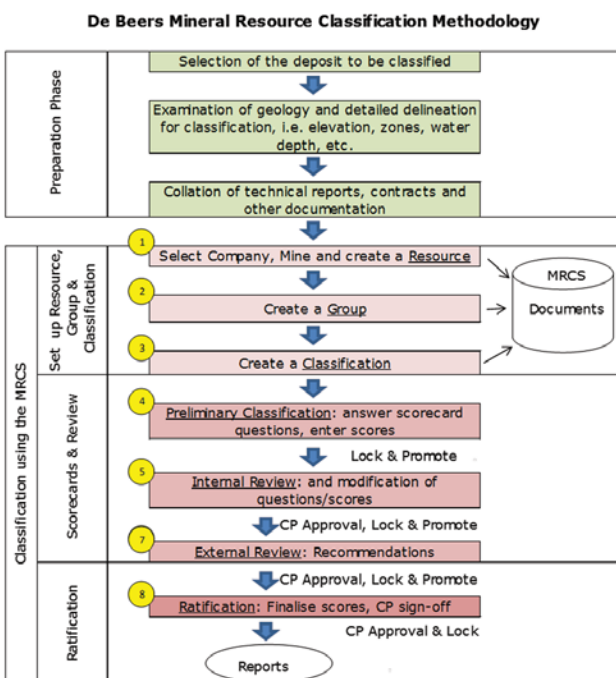 De Beers Mineral Resource Classification Methodology
Preparation Phase
Selection of the deposit to be classified
Examination of geology and detailed delineation
for classification, i.e. elevation, zones, water
depth, etc.
Collation of technical reports, contracts and
other documentation
Classification using the MRCS
Set up Resource,
Group &
Classification
1
Select Company, Mine and create a Resource
2
Create a Group
3
Create a Classification
MRCS
Documents
Scorecards & Review
4
Preliminary Classification: answer scorecard
questions, enter scores
Lock & Promote
5
Internal Review: and modification of
questions/scores
CP Approval, Lock & Promote
7
External Review: Recommendations
CP Approval, Lock & Promote
Ratification
8
Ratification: Finalise scores, CP sign-off
CP Approval & Lock
Reports